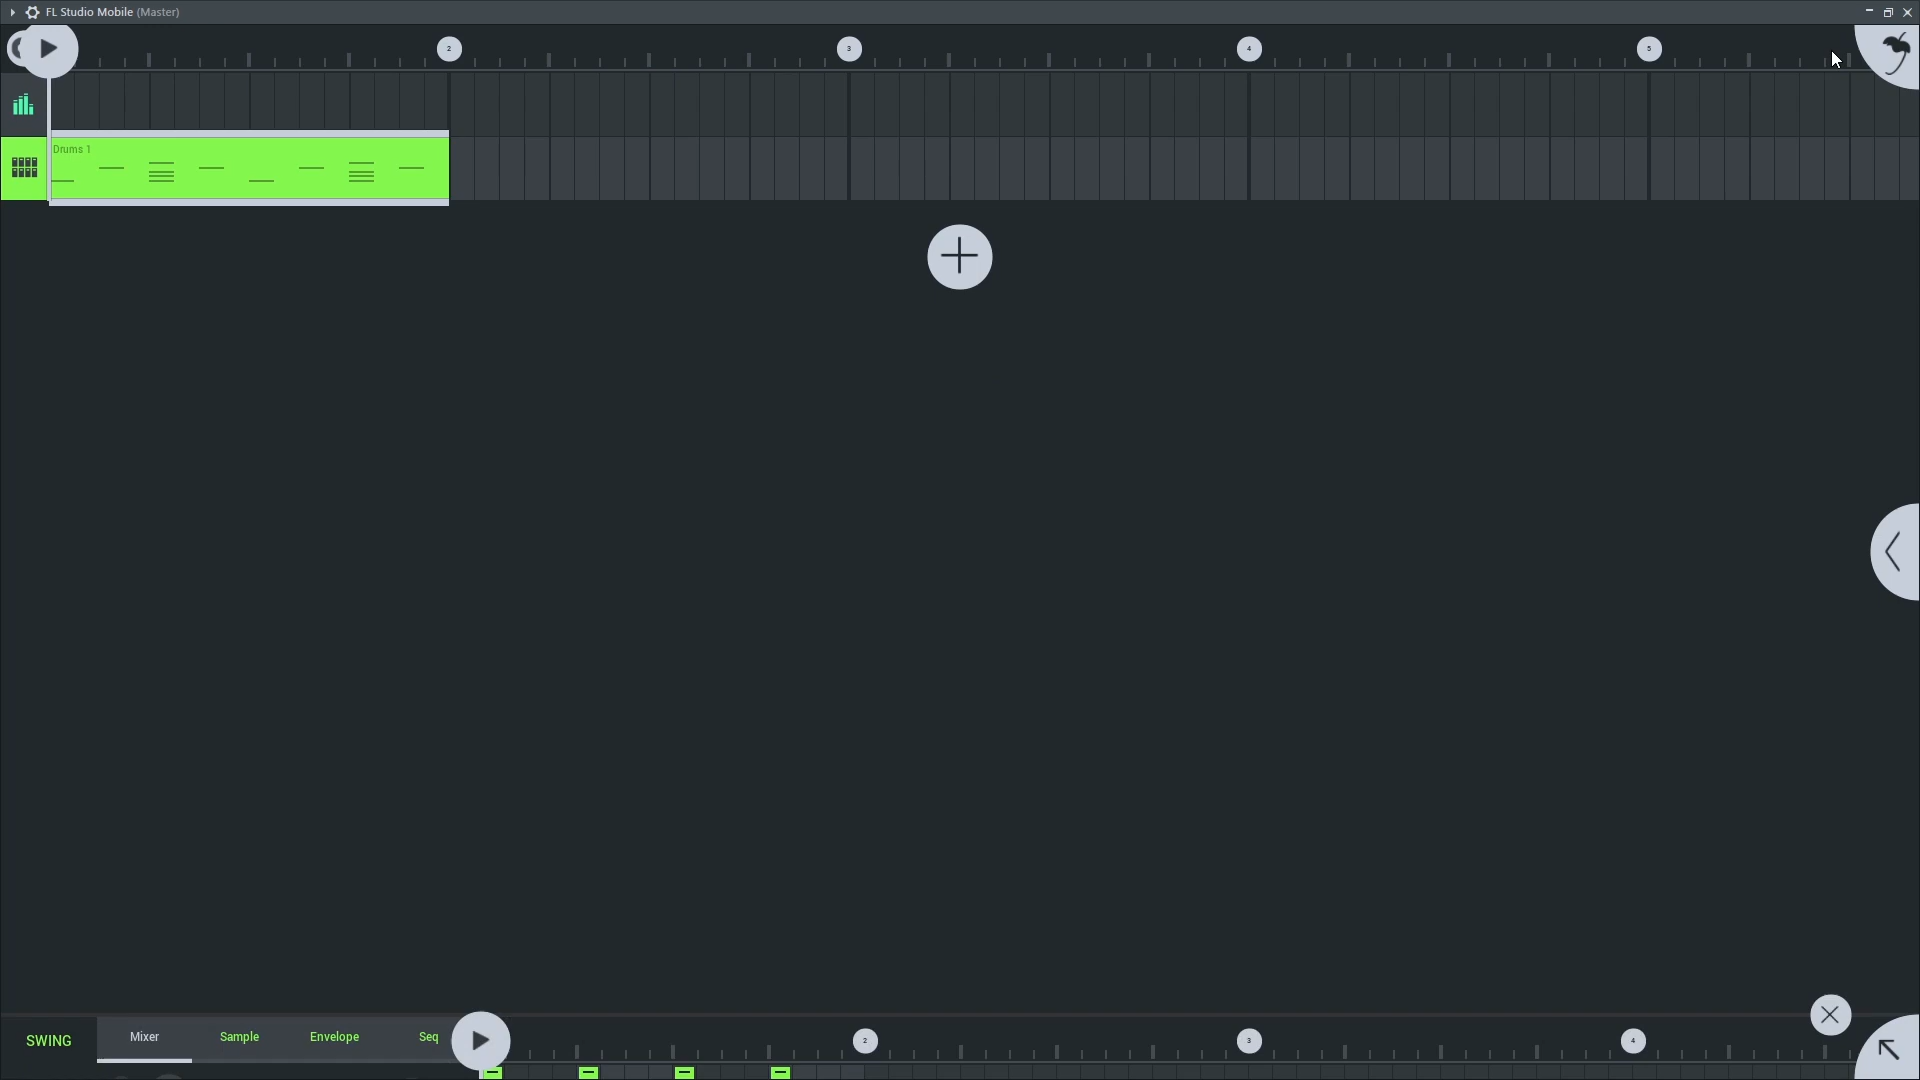 FL Studio Mobile (Master)
2 3 4 5
Drums 1
SWING Mixer Sample Envelope Seq
2 3 4